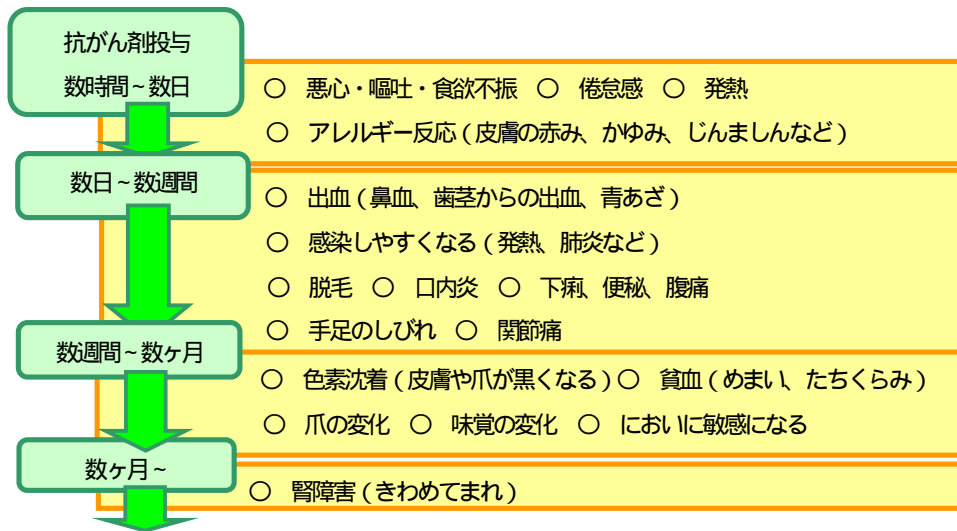 抗がん剤投与
数時間~数日
○ 悪心・嘔吐・食欲不振 ○ 倦怠感 ○ 発熱
○ アレルギー反応(皮膚の赤み、かゆみ、じんましんなど)
数日~数週間
○ 出血(鼻血、歯茎からの出血、青あざ)
○ 感染しやすくなる(発熱、肺炎など)
○ 脱毛 ○ 口内炎 ○ 下痢、便秘、腹痛
○ 手足のしびれ ○ 関節痛
数週間~数ヶ月
○ 色素沈着(皮膚や爪が黒くなる)○ 貧血(めまい、たちくらみ)
○ 爪の変化 ○ 味覚の変化 ○ においに敏感になる
数ヶ月~
○ 腎障害(きわめてまれ)